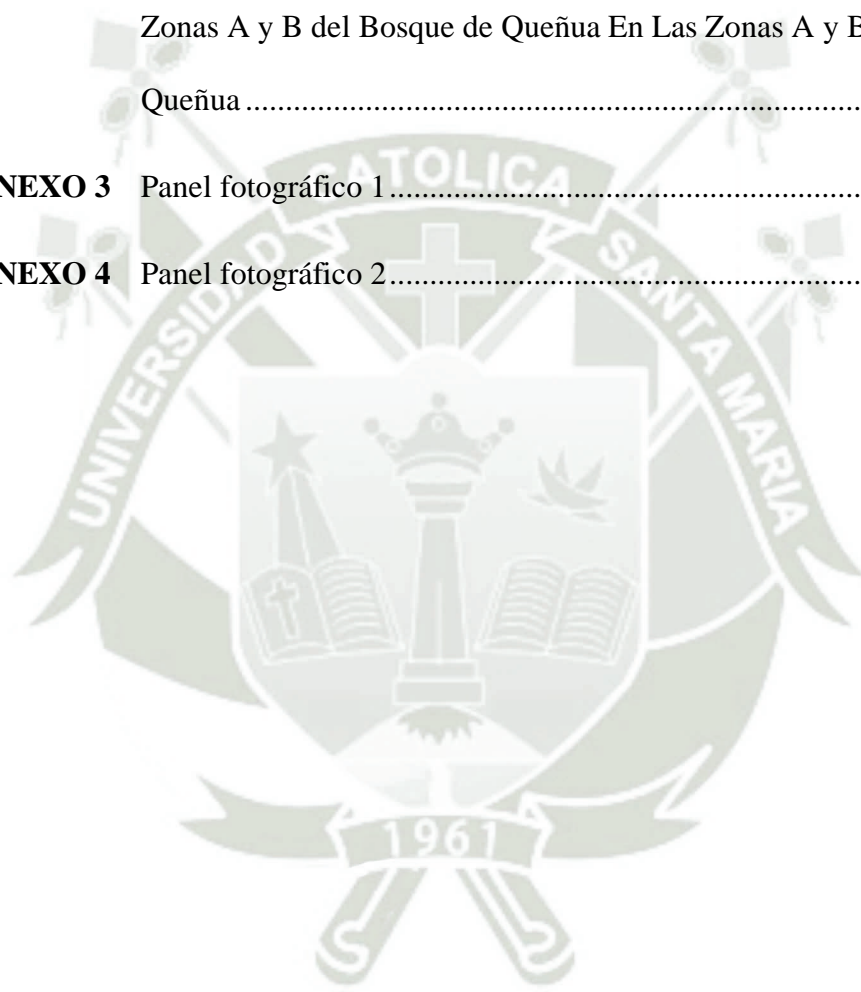 Zonas A y B del Bosque de Queñua En Las Zonas A y B
Queñua ................................................................................
NEXO 3 Panel fotográfico 1................................................................
NEXO 4 Panel fotográfico 2................................................................
UNIVERSIDAD CATOLICA SANTA MARIA
1961